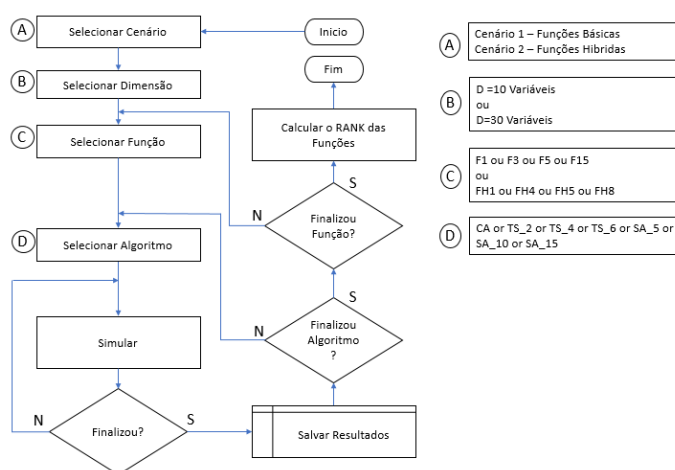 A
Selecionar Cenário
Inicio
Fim
B
Selecionar Dimensão
C
Selecionar Função
Calcular o RANK das
Funções
S
N
Finalizou
Função?
D
Selecionar Algoritmo
S
N
Finalizou
Algoritmo
?
Simular
N
Finalizou?
S
Salvar Resultados
A
Cenário 1 – Funções Básicas
Cenário 2 – Funções Hibridas
B
D =10 Variáveis
ou
D=30 Variáveis
C
F1 ou F3 ou F5 ou F15
ou
FH1 ou FH4 ou FH5 ou FH8
D
CA or TS_2 or TS_4 or TS_6 or SA_5 or
SA_10 or SA_15